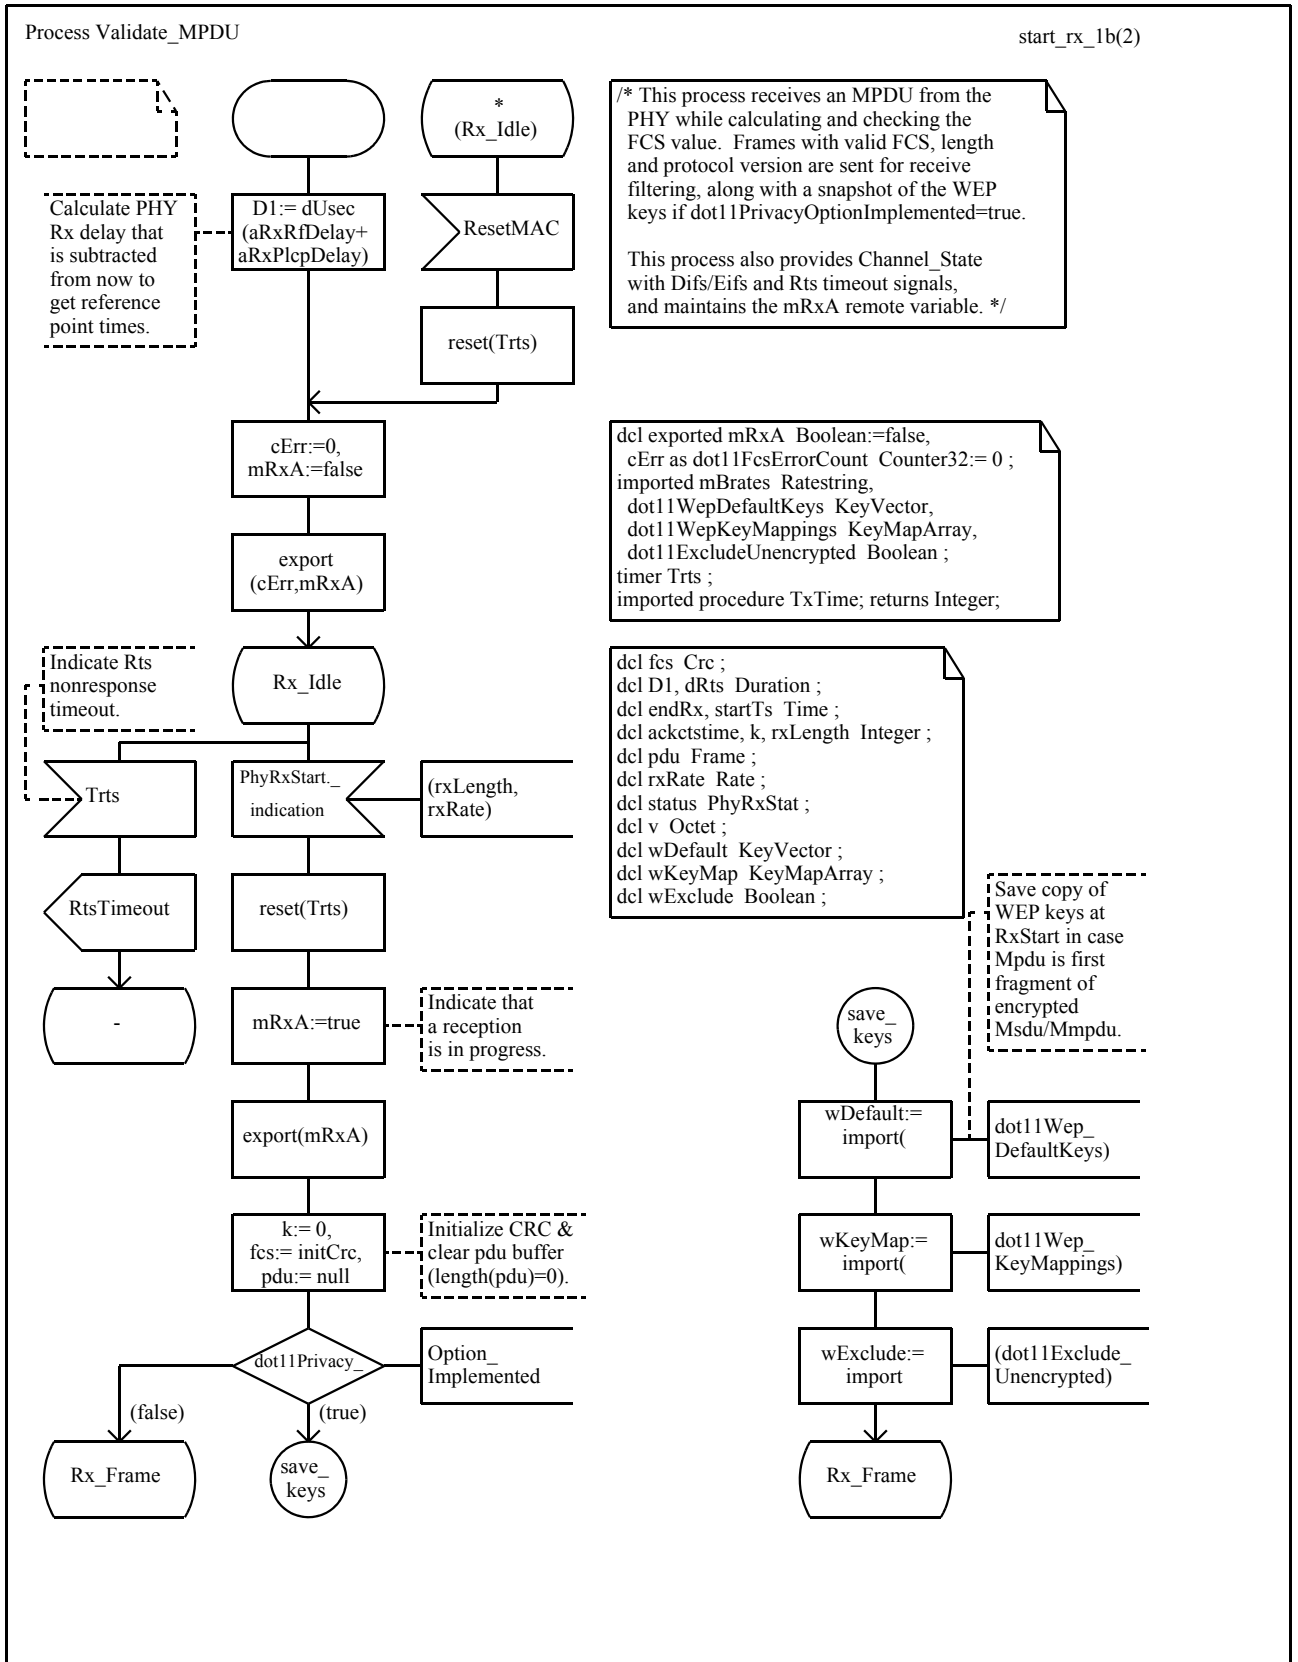 Process Validate_MPDU
start_rx_1b(2)
*
(Rx_Idle)
/* This process receives an MPDU from the
PHY while calculating and checking the
FCS value.  Frames with valid FCS, length
and protocol version are sent for receive
filtering, along with a snapshot of the WEP
keys if dot11PrivacyOptionImplemented=true.
This process also provides Channel_State
with Difs/Eifs and Rts timeout signals,
and maintains the mRxA remote variable. */
Calculate PHY
Rx delay that
is subtracted
from now to
get reference
point times.
D1:= dUsec
(aRxRfDelay+
aRxPlcpDelay)
ResetMAC
reset(Trts)
cErr:=0,
mRxA:=false
dcl exported mRxA  Boolean:=false,
cErr as dot11FcsErrorCount  Counter32:= 0 ;
imported mBrates  Ratestring,
dot11WepDefaultKeys  KeyVector,
dot11WepKeyMappings  KeyMapArray,
dot11ExcludeUnencrypted  Boolean ;
timer Trts ;
imported procedure TxTime; returns Integer;
export
(cErr,mRxA)
Indicate Rts
nonresponse
timeout.
Rx_Idle
dcl fcs  Crc ;
dcl D1, dRts  Duration ;
dcl endRx, startTs  Time ;
dcl ackctstime, k, rxLength  Integer ;
dcl pdu  Frame ;
dcl rxRate  Rate ;
dcl status  PhyRxStat ;
dcl v  Octet ;
dcl wDefault  KeyVector ;
dcl wKeyMap  KeyMapArray ;
dcl wExclude  Boolean ;
Trts
PhyRxStart._
indication
(rxLength,
rxRate)
RtsTimeout
reset(Trts)
Save copy of
WEP keys at
RxStart in case
Mpdu is first
fragment of
encrypted
Msdu/Mmpdu.
-
mRxA:=true
Indicate that
a reception
is in progress.
save_
keys
export(mRxA)
wDefault:=
import(
dot11Wep_
DefaultKeys)
k:= 0,
fcs:= initCrc,
pdu:= null
Initialize CRC &
clear pdu buffer
(length(pdu)=0).
wKeyMap:=
import(
dot11Wep_
KeyMappings)
dot11Privacy_
Option_
Implemented
wExclude:=
import
(dot11Exclude_
Unencrypted)
(false)
(true)
Rx_Frame
save_
keys
Rx_Frame